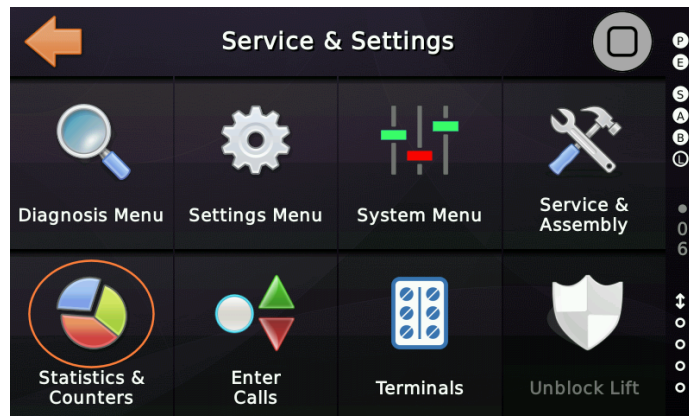 Service & Settings
P
E
S
A
B
L
Diagnosis Menu
Settings Menu
System Menu
Service &
Assembly
0
6
Statistics &
Counters
Enter
Calls
Terminals
Unblock Lift